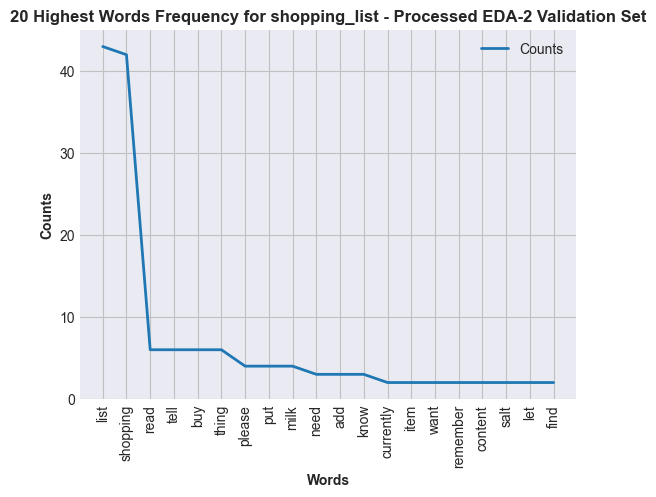 20 Highest Words Frequency for shopping_list - Processed EDA-2 Validation Set
Counts
40
30
20
10
0
Counts
list
shopping
read
tell
buy
thing
please
put
milk
need
add
know
currently
item
want
remember
content
salt
let
find
Words